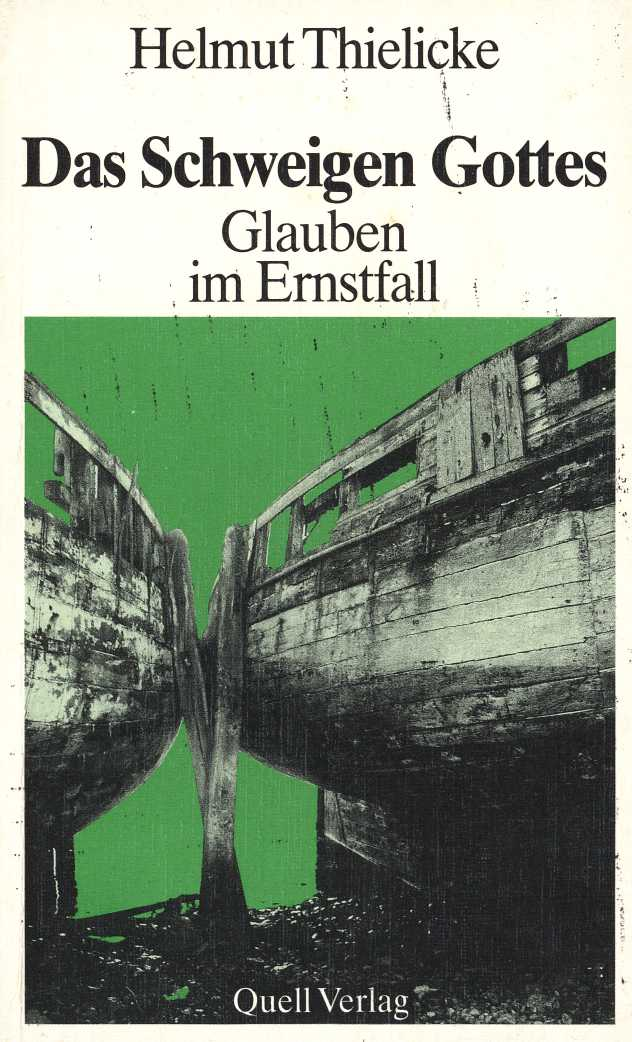 Helmut Thielicke
Das Schweigen Gottes
Glauben
im Ernstfall
Quell Verlag